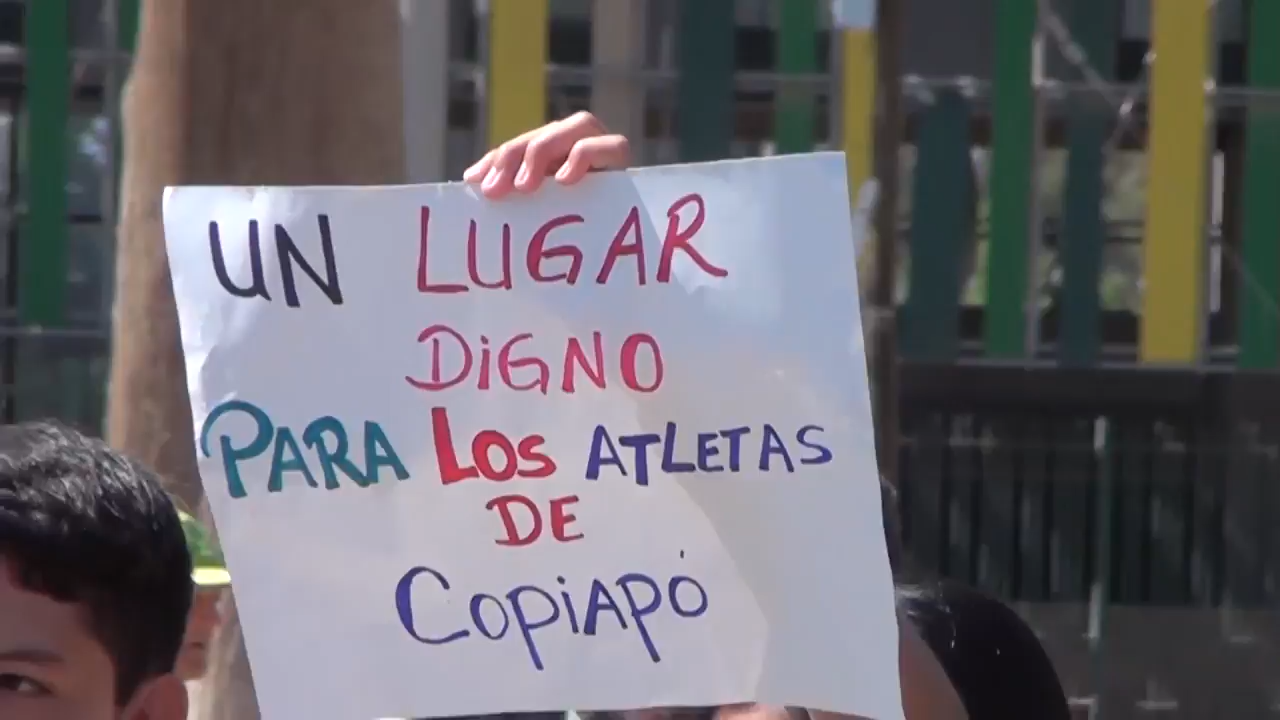 UN LUGAR
DiGNO
PARA LOS ATLETAS
DE
CopiApó